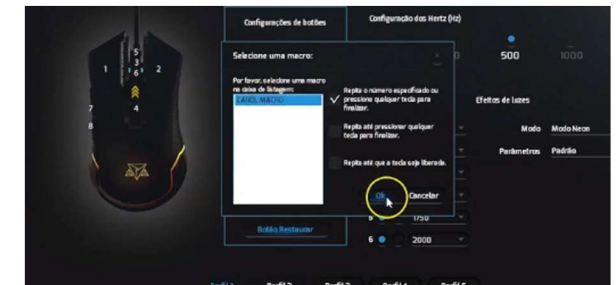 Configurações de botões
Configuração dos Hertz (Hz)
500
1000
Selecione uma macro:
Por favor, selecione uma macro
na caixa de listagem:
CAROL MACRO
Repita o número especificado ou
pressione qualquer tecla para
finalizar.
Repita até pressionar qualquer
tecla para finalizar.
Repita até que a tecla seja liberada.
Ok
Cancelar
Efeitos de luzes
Modo
Modo Neon
Parâmetros
Padrão
1
2
3
4
5
6
7
8
Botão Restaurar
5
1750
6
2000